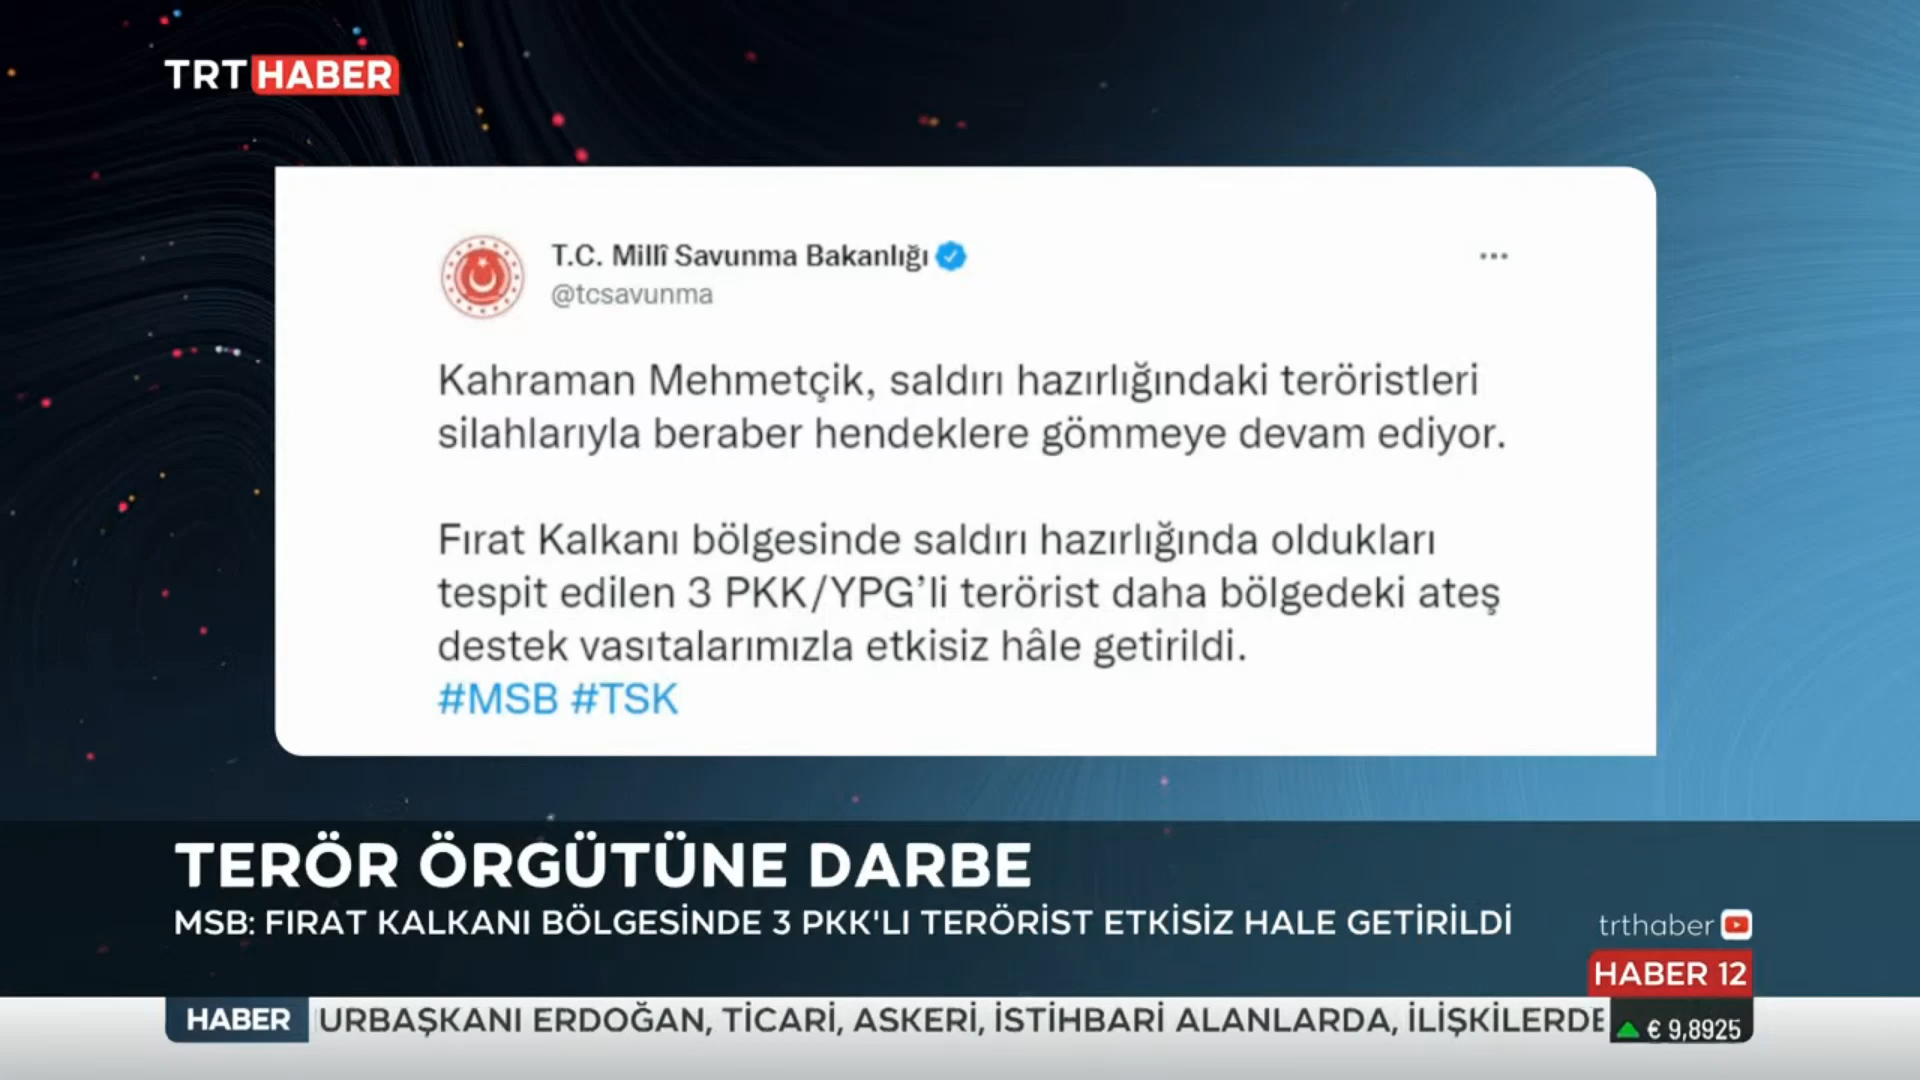 TRT HABER
T.C. Millî Savunma Bakanlığı
@tcsavunma
Kahraman Mehmetçik, saldırı hazırlığındaki teröristleri
silahlarıyla beraber hendeklere gömmeye devam ediyor.
Fırat Kalkanı bölgesinde saldırı hazırlığında oldukları
tespit edilen 3 PKK/YPG’li terörist daha bölgedeki ateş
destek vasıtalarımızla etkisiz hâle getirildi.
#MSB #TSK
TERÖR ÖRGÜTÜNE DARBE
MSB: FIRAT KALKANI BÖLGESİNDE 3 PKK'LI TERÖRİST ETKİSİZ HALE GETİRİLDİ
trthaber
HABER 12
HABER URBAŞKANI ERDOĞAN, TİCARİ, ASKERİ, İSTİHBARİ ALANLARDA, İLİŞKİLERDE
€ 9,8925